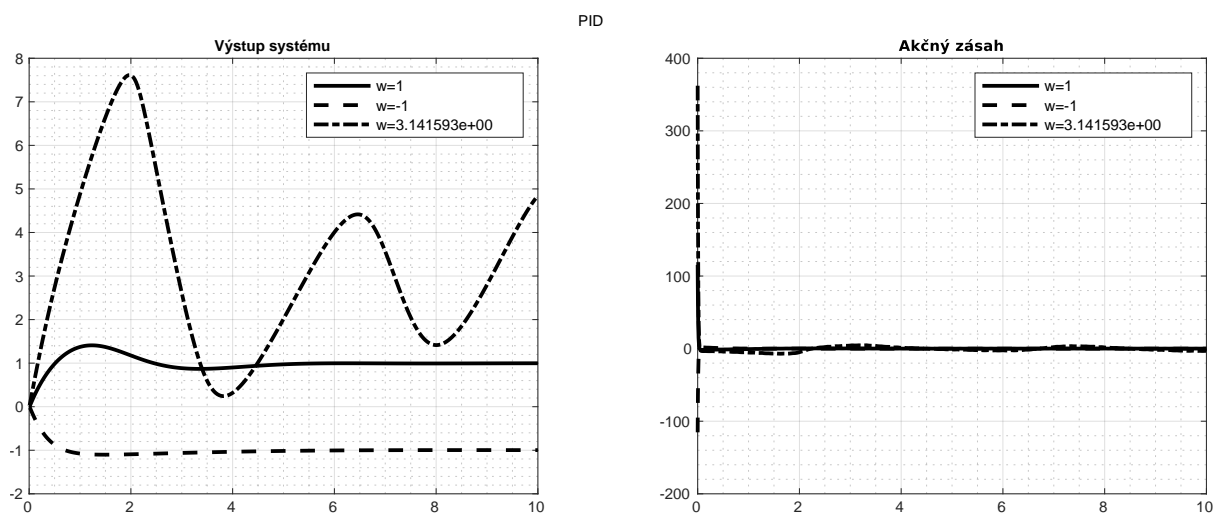 PID
Výstup systému
8
7
6
5
4
3
2
1
0
-1
-2
0 2 4 6 8 10
w=1
w=-1
w=3.141593e+00
Akčný zásah
400
300
200
100
0
-100
-200
0 2 4 6 8 10
w=1
w=-1
w=3.141593e+00